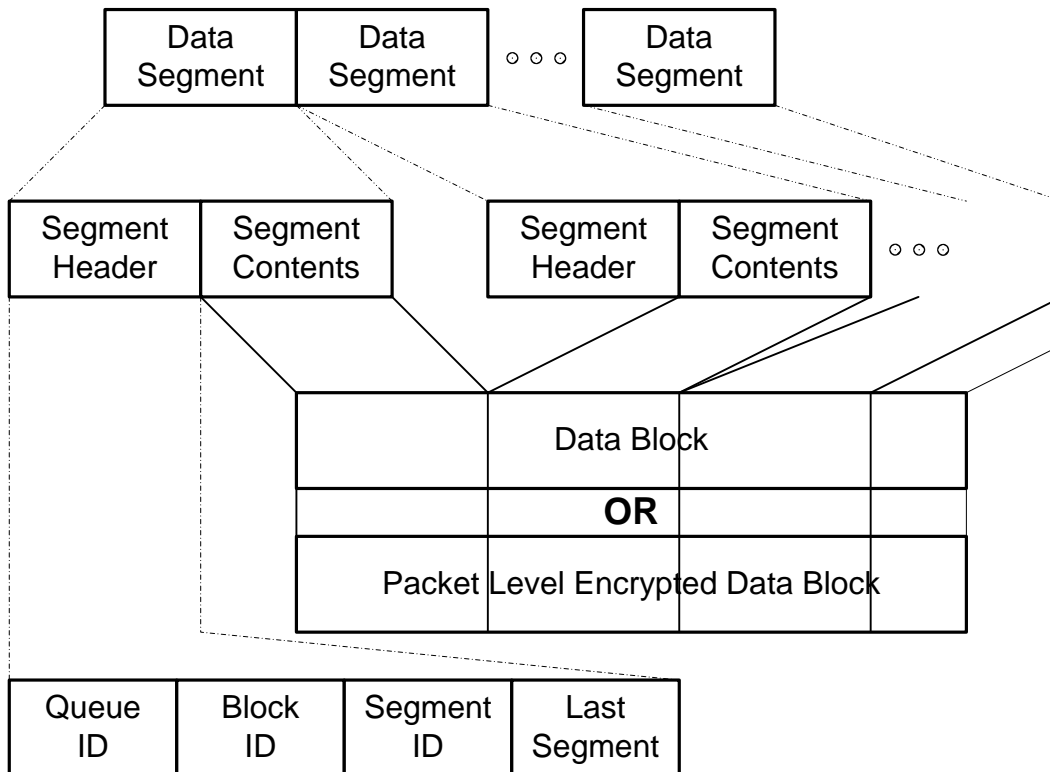 Data
Segment
Data
Segment
Data
Segment
Segment
Header
Segment
Contents
Segment
Header
Segment
Contents
Data Block
OR
Packet Level Encrypted Data Block
Queue
ID
Block
ID
Segment
ID
Last
Segment